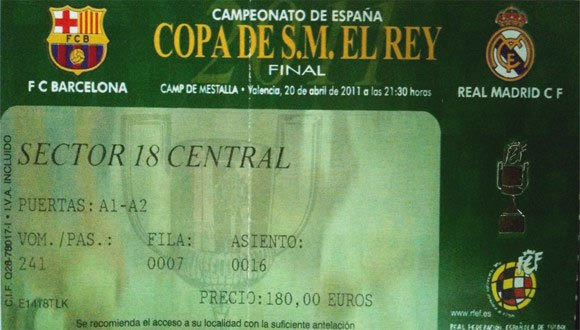 CAMPEONATO DE ESPAÑA
COPA DE S.M. EL REY
FINAL
CAMP DE MESTALLA • Valencia, 20 de abril de 2011 a las 21:30 horas
FCB
F C BARCELONA
REAL MADRID C F
SECTOR 18 CENTRAL
PUERTAS: A1-A2
VOM./PAS.: FILA: ASIENTO:
241 0007 0016
E14T8TLK
PRECIO: 180,00 EUROS
Se recomienda el acceso a su localidad con la suficiente antelación
C.I.F. Q28-78017-I • I.V.A. INCLUIDO
www.rfef.es
REAL FEDERACIÓN ESPAÑOLA DE